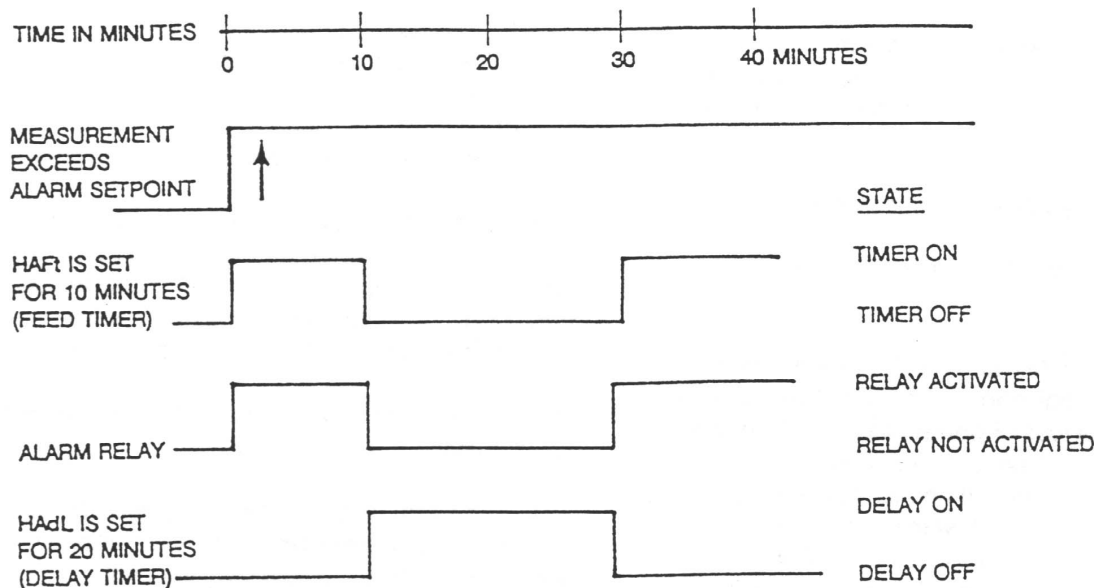 TIME IN MINUTES
0 10 20 30 40 MINUTES
MEASUREMENT
EXCEEDS
ALARM SETPOINT
STATE
HAFt IS SET
FOR 10 MINUTES
(FEED TIMER)
TIMER ON
TIMER OFF
ALARM RELAY
RELAY ACTIVATED
RELAY NOT ACTIVATED
HAdL IS SET
FOR 20 MINUTES
(DELAY TIMER)
DELAY ON
DELAY OFF